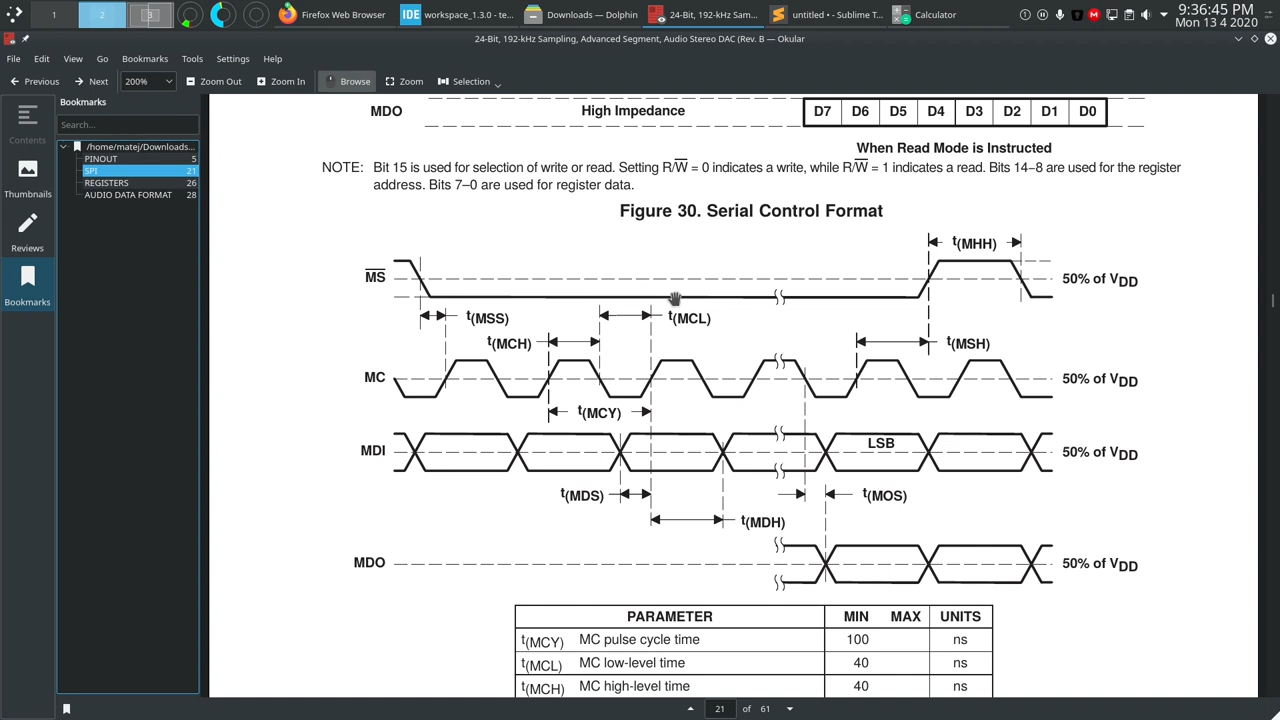 1
2
3
Firefox Web Browser
IDE workspace_1.3.0 - te...
Downloads — Dolphin
24-Bit, 192-kHz Sam...
untitled • - Sublime T...
Calculator
9:36:45 PM
Mon 13 4 2020
24-Bit, 192-kHz Sampling, Advanced Segment, Audio Stereo DAC (Rev. B — Okular
File Edit View Go Bookmarks Tools Settings Help
Previous Next 200% Zoom Out Zoom In Browse Zoom Selection
Contents
Thumbnails
Reviews
Bookmarks
Bookmarks
Search...
/home/matej/Downloads...
PINOUT 5
SPI 21
REGISTERS 26
AUDIO DATA FORMAT 28
MDO High Impedance D7 D6 D5 D4 D3 D2 D1 D0
When Read Mode is Instructed
NOTE: Bit 15 is used for selection of write or read. Setting R/W̅ = 0 indicates a write, while R/W̅ = 1 indicates a read. Bits 14–8 are used for the register
address. Bits 7–0 are used for register data.
Figure 30. Serial Control Format
t(MHH)
M̅S̅ 50% of VDD
t(MSS) t(MCL)
t(MCH) t(MSH)
MC 50% of VDD
t(MCY)
MDI LSB 50% of VDD
t(MDS) t(MOS)
t(MDH)
MDO 50% of VDD
PARAMETER MIN MAX UNITS
t(MCY) MC pulse cycle time 100 ns
t(MCL) MC low-level time 40 ns
t(MCH) MC high-level time 40 ns
21 of 61